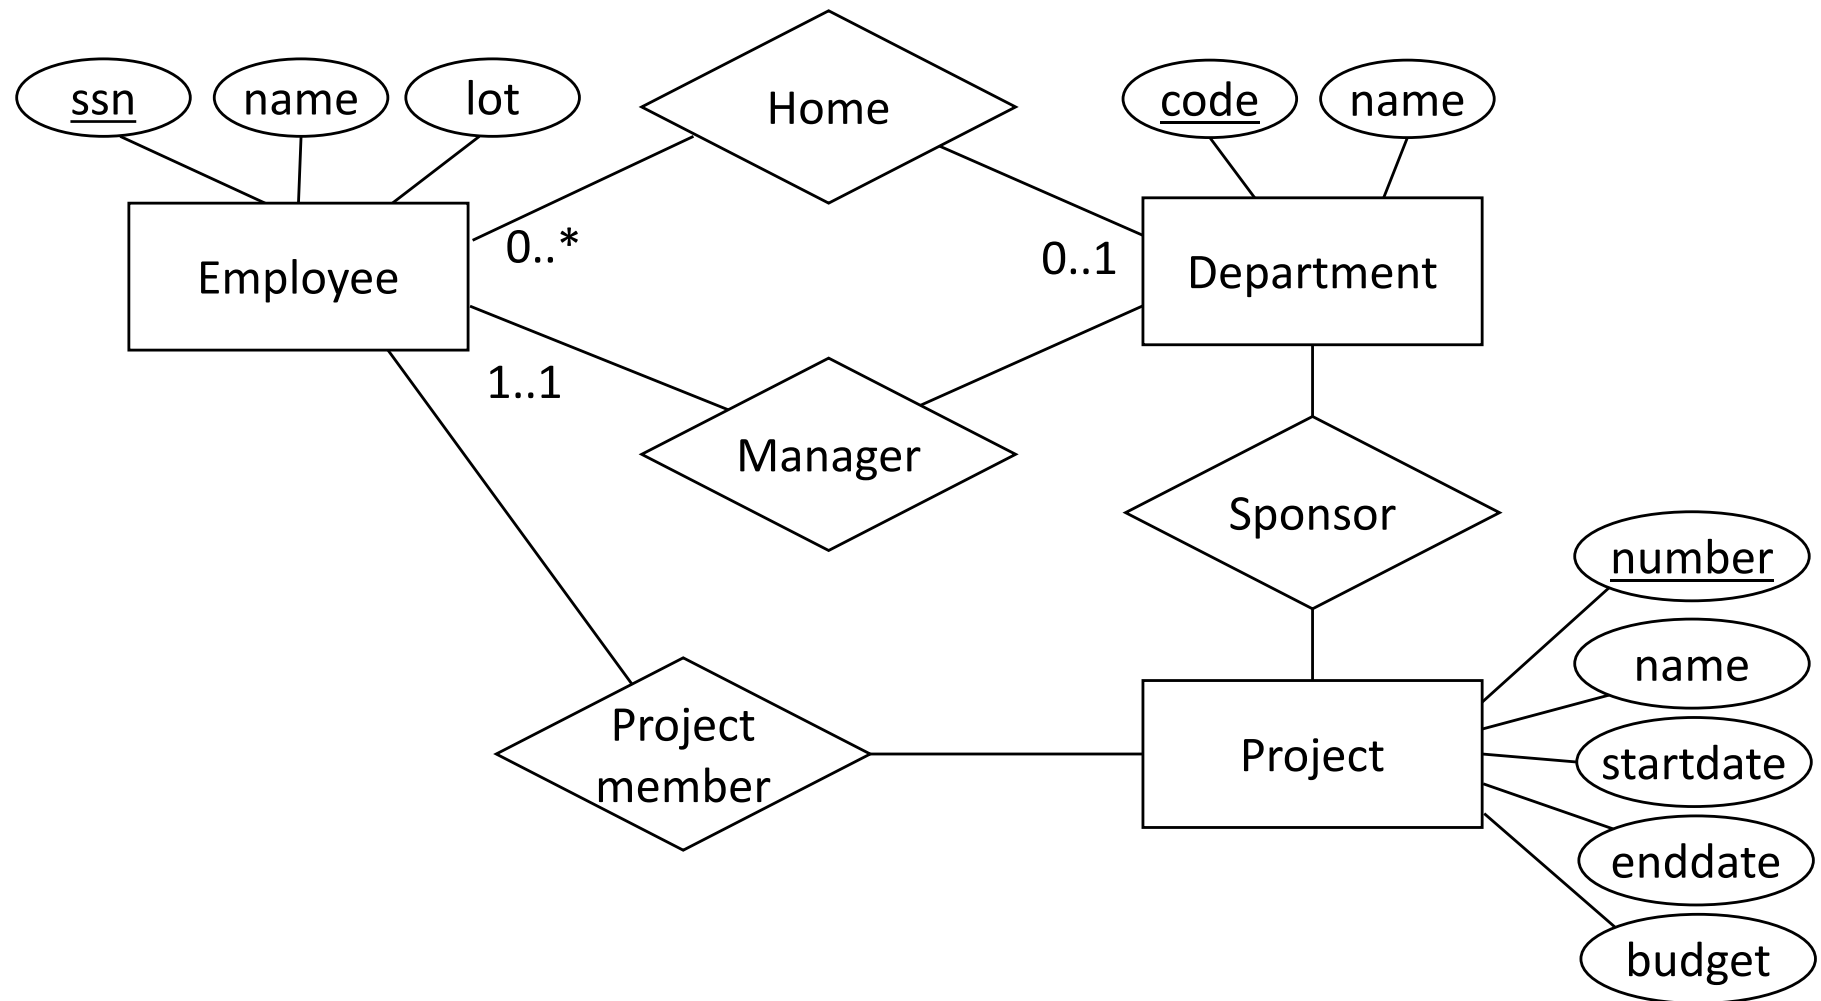 ssn
name
lot
Home
code
name
0..*
0..1
Employee
Department
1..1
Manager
Sponsor
number
name
Project
member
Project
startdate
enddate
budget